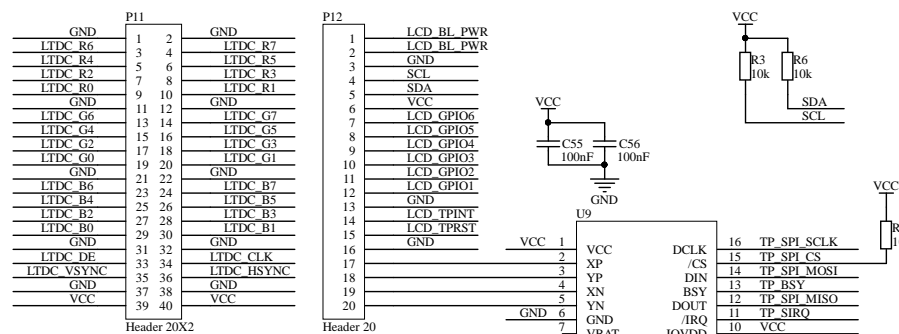 P11
GND 1 2 GND
LTDC_R6 3 4 LTDC_R7
LTDC_R4 5 6 LTDC_R5
LTDC_R2 7 8 LTDC_R3
LTDC_R0 9 10 LTDC_R1
GND 11 12 GND
LTDC_G6 13 14 LTDC_G7
LTDC_G4 15 16 LTDC_G5
LTDC_G2 17 18 LTDC_G3
LTDC_G0 19 20 LTDC_G1
GND 21 22 GND
LTDC_B6 23 24 LTDC_B7
LTDC_B4 25 26 LTDC_B5
LTDC_B2 27 28 LTDC_B3
LTDC_B0 29 30 LTDC_B1
GND 31 32 GND
LTDC_DE 33 34 LTDC_CLK
LTDC_VSYNC 35 36 LTDC_HSYNC
GND 37 38 GND
VCC 39 40 VCC
Header 20X2
P12
1 LCD_BL_PWR
2 LCD_BL_PWR
3 GND
4 SCL
5 SDA
6 VCC
7 LCD_GPIO6
8 LCD_GPIO5
9 LCD_GPIO4
10 LCD_GPIO3
11 LCD_GPIO2
12 LCD_GPIO1
13 GND
14 LCD_TPINT
15 LCD_TPRST
16 GND
17
18
19
20
Header 20
VCC
C55
100nF
C56
100nF
GND
VCC
R3
10k
R6
10k
SDA
SCL
VCC
U9
VCC 1 VCC DCLK 16 TP_SPI_SCLK
2 XP /CS 15 TP_SPI_CS
3 YP DIN 14 TP_SPI_MOSI
4 XN BSY 13 TP_BSY
5 YN DOUT 12 TP_SPI_MISO
GND 6 GND /IRQ 11 TP_SIRQ
7 VBAT IOVDD 10 VCC